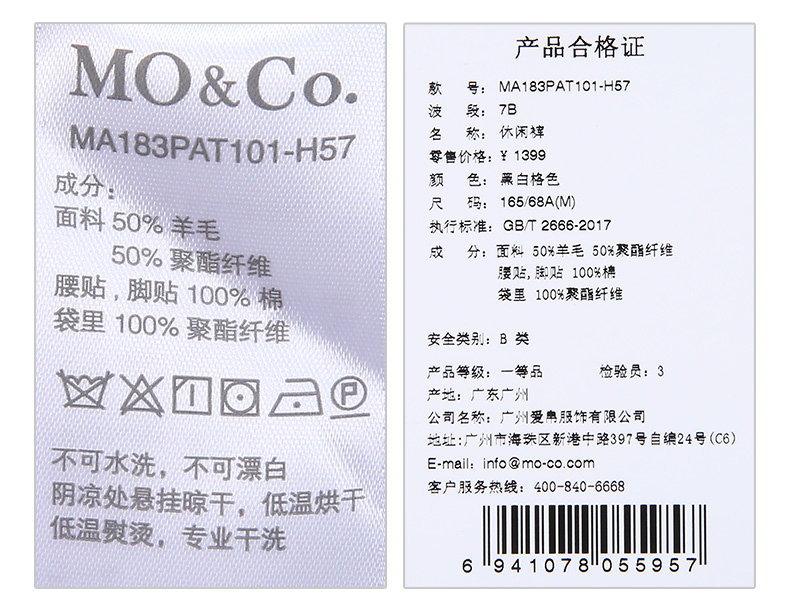 MO&Co.
MA183PAT101-H57
成分：
面料 50% 羊毛
50% 聚酯纤维
腰贴,脚贴 100% 棉
袋里 100% 聚酯纤维
P
不可水洗，不可漂白
阴凉处悬挂晾干，低温烘干
低温熨烫，专业干洗
产品合格证
款 号：MA183PAT101-H57
波 段：7B
名 称：休闲裤
零售价格：¥ 1399
颜 色：黑白格色
尺 码：165/68A(M)
执行标准：GB/T 2666-2017
成 分：面料 50%羊毛 50%聚酯纤维
腰贴,脚贴 100%棉
袋里 100%聚酯纤维
安全类别：B 类
产品等级：一等品 检验员：3
产地：广东广州
公司名称：广州爱帛服饰有限公司
地址:广州市海珠区新港中路397号自编24号(C6)
E-mail：info@mo-co.com
客户服务热线：400-840-6668
6 941078 055957